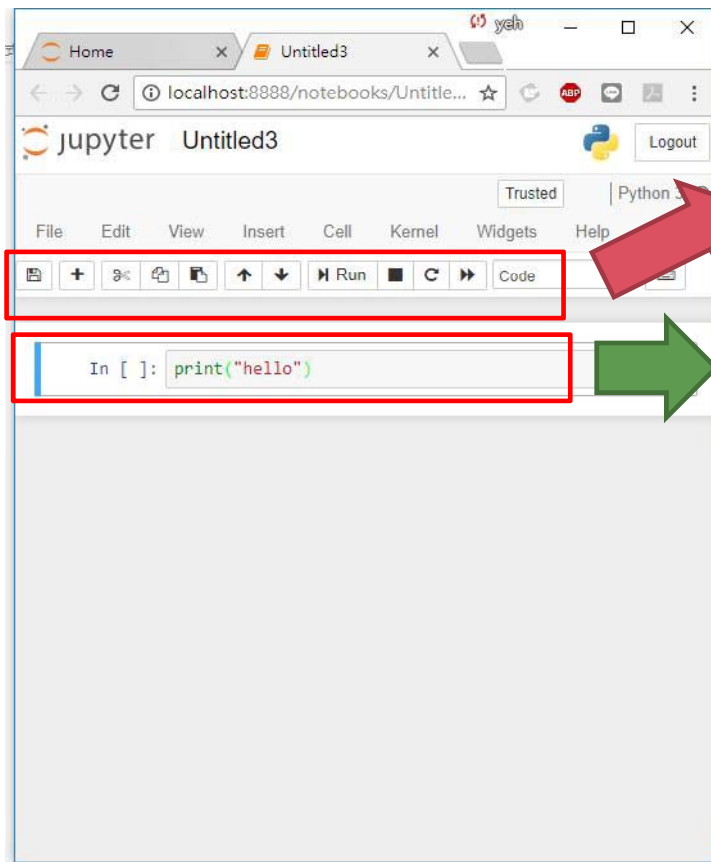 yeh
Home
Untitled3
localhost:8888/notebooks/Untitle...
ABP
jupyter Untitled3
Logout
Trusted
Python 3
File Edit View Insert Cell Kernel Widgets Help
Run Code
In [ ]: print("hello")